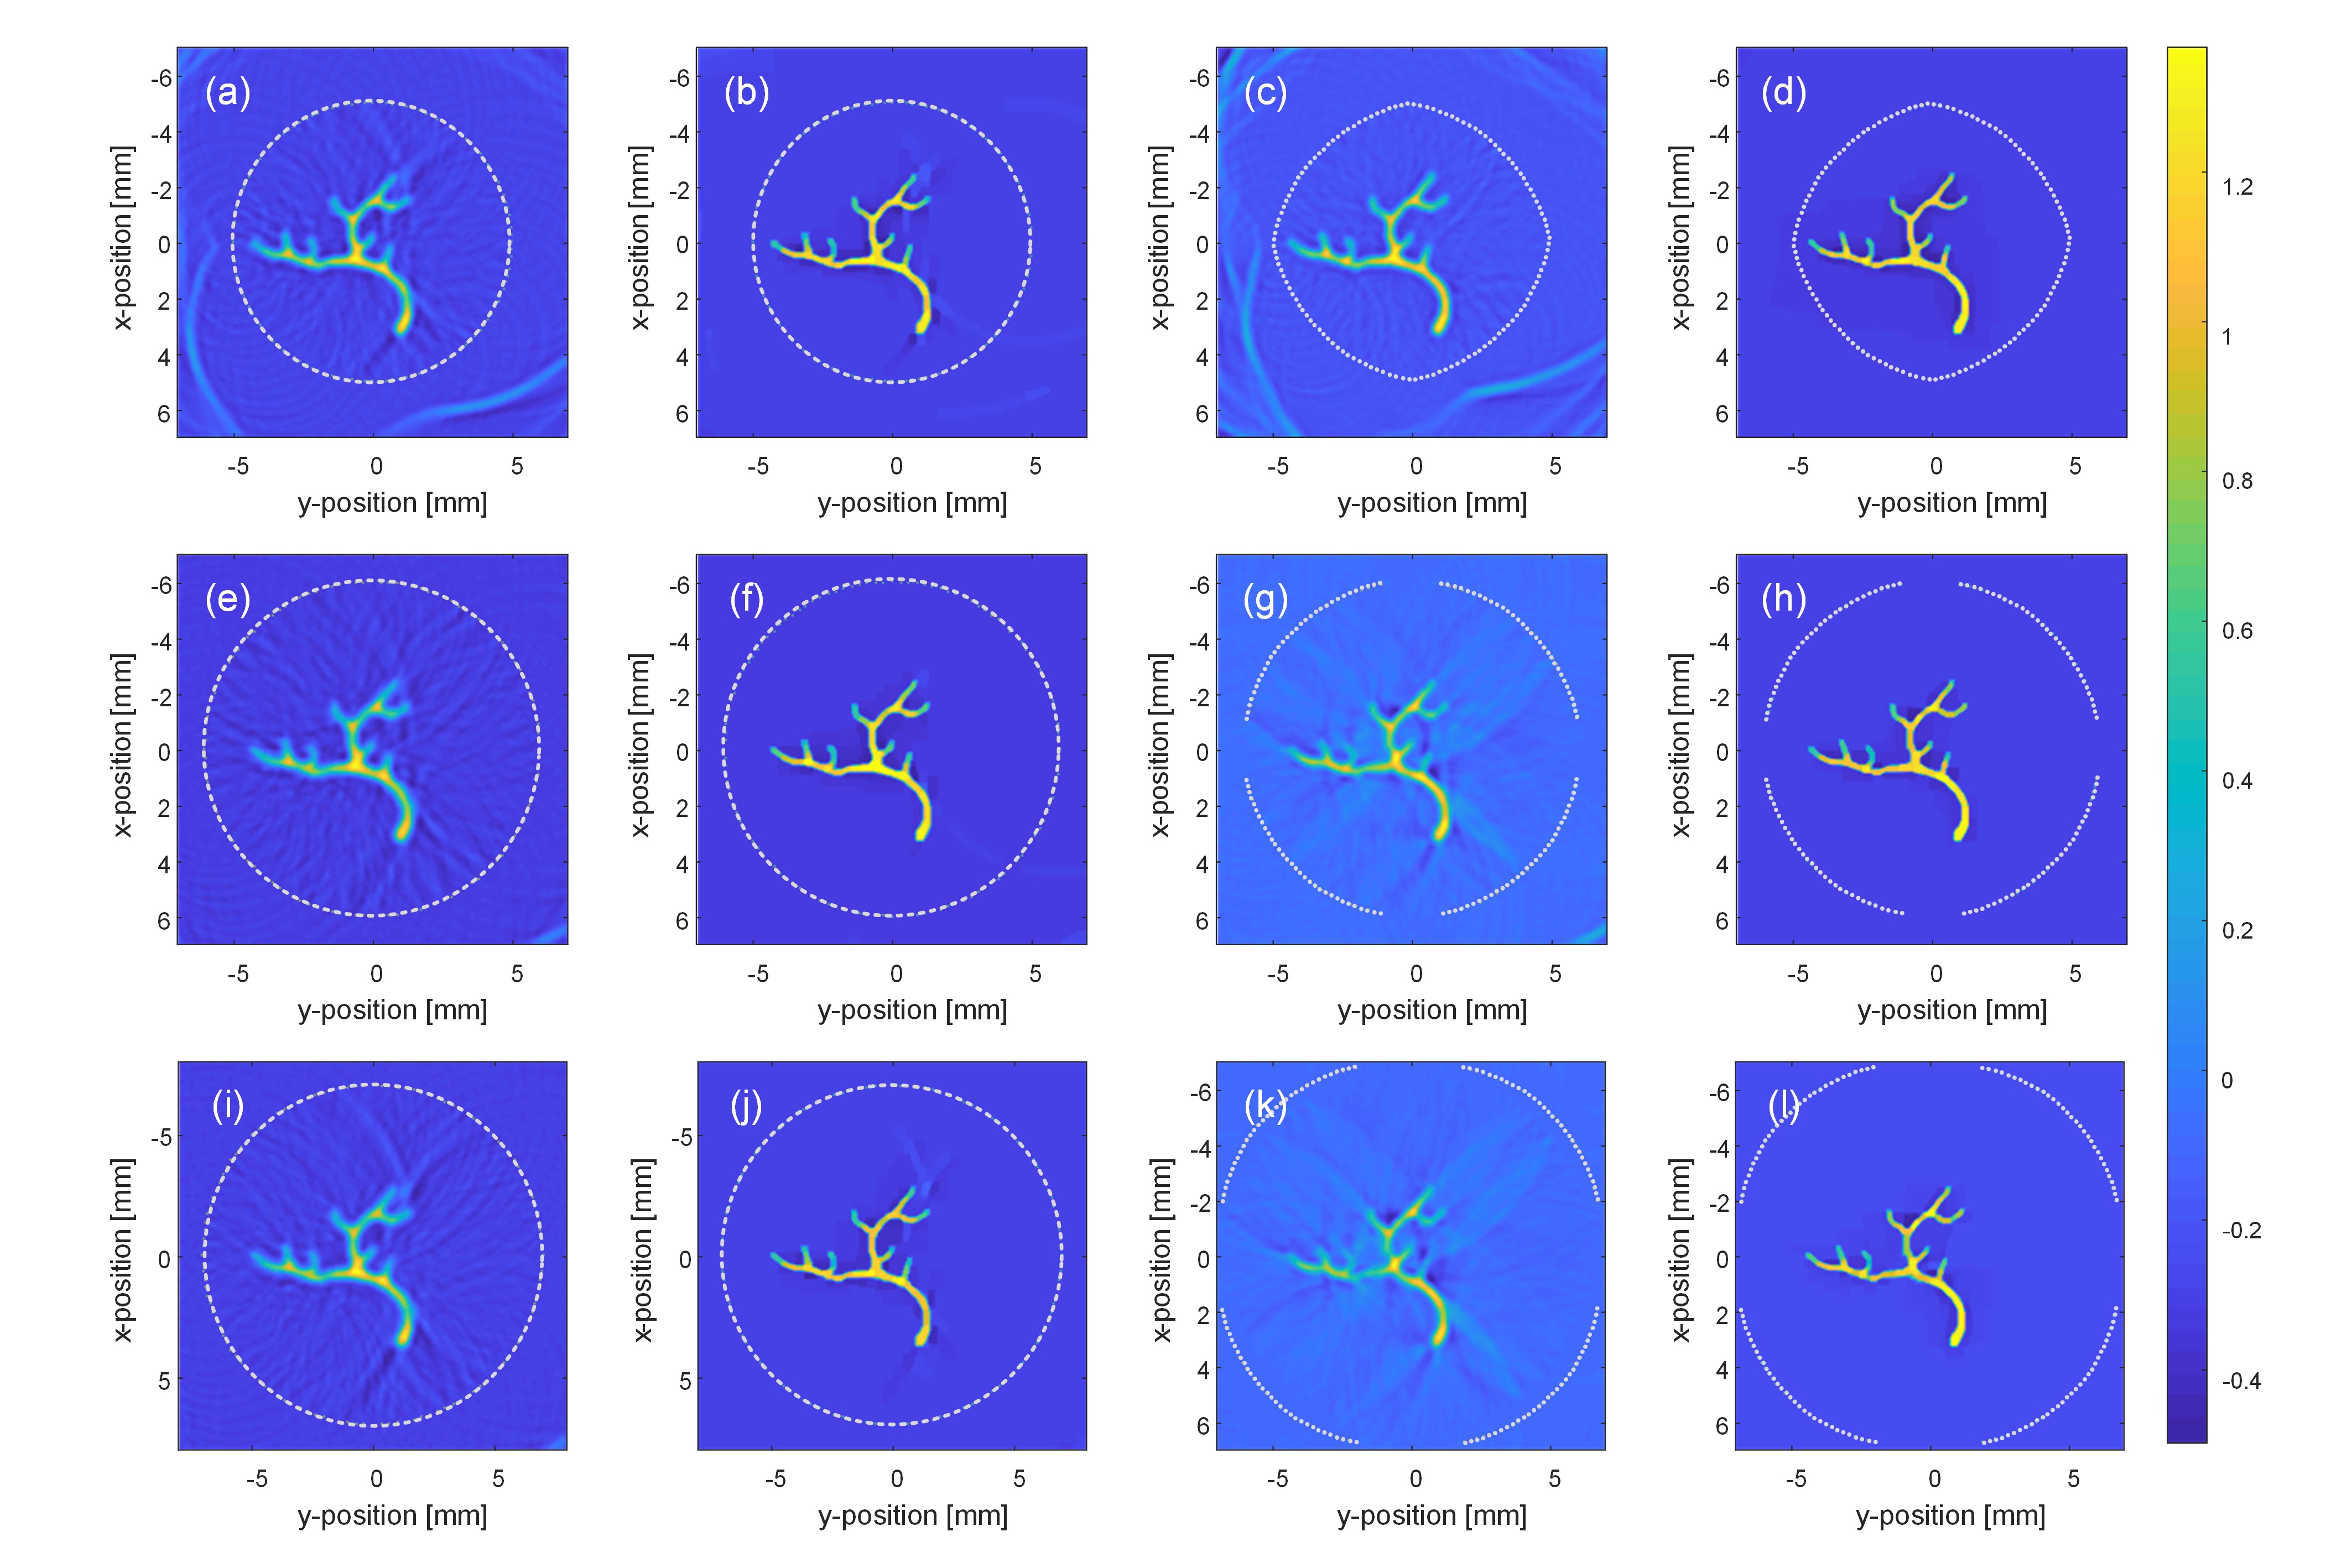 (a) (b) (c) (d)
-6 -6 -6 -6
-4 -4 -4 -4 1.2
-2 -2 -2 -2
0 0 0 0
2 2 2 2 1
4 4 4 4
6 6 6 6
x-position [mm] x-position [mm] x-position [mm] x-position [mm]
-5 0 5 -5 0 5 -5 0 5 -5 0 5 0.8
y-position [mm] y-position [mm] y-position [mm] y-position [mm]
(e) (f) (g) (h)
-6 -6 -6 -6
-4 -4 -4 -4 0.6
-2 -2 -2 -2
0 0 0 0 0.4
2 2 2 2
4 4 4 4
6 6 6 6 0.2
x-position [mm] x-position [mm] x-position [mm] x-position [mm]
-5 0 5 -5 0 5 -5 0 5 -5 0 5
y-position [mm] y-position [mm] y-position [mm] y-position [mm]
(i) (j) (k) (l)
-6 -6 0
-5 -5 -4 -4
-2 -2 -0.2
0 0 0 0
2 2
5 5 4 4 -0.4
6 6
x-position [mm] x-position [mm] x-position [mm] x-position [mm]
-5 0 5 -5 0 5 -5 0 5 -5 0 5
y-position [mm] y-position [mm] y-position [mm] y-position [mm]